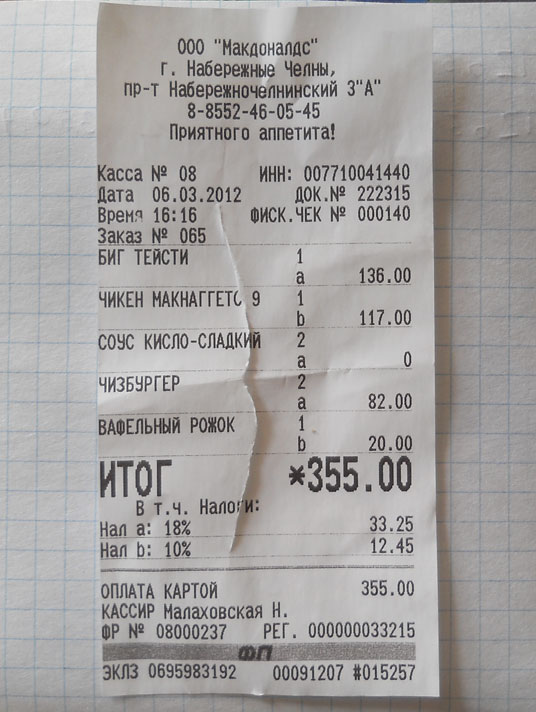 ООО "Макдоналдс"
г. Набережные Челны,
пр-т Набережночелнинский 3"А"
8-8552-46-05-45
Приятного аппетита!
Касса № 08 ИНН: 007710041440
Дата 06.03.2012 ДОК.№ 222315
Время 16:16 ФИСК.ЧЕК № 000140
Заказ № 065
БИГ ТЕЙСТИ 1
a 136.00
ЧИКЕН МАКНАГГЕТС 9 1
b 117.00
СОУС КИСЛО-СЛАДКИЙ 2
a 0
ЧИЗБУРГЕР 2
a 82.00
ВАФЕЛЬНЫЙ РОЖОК 1
b 20.00
ИТОГ *355.00
В т.ч. Налоги:
Нал a: 18% 33.25
Нал b: 10% 12.45
ОПЛАТА КАРТОЙ 355.00
КАССИР Малаховская Н.
ФР № 08000237 РЕГ. 000000033215
ФП
ЭКЛЗ 0695983192 00091207 #015257